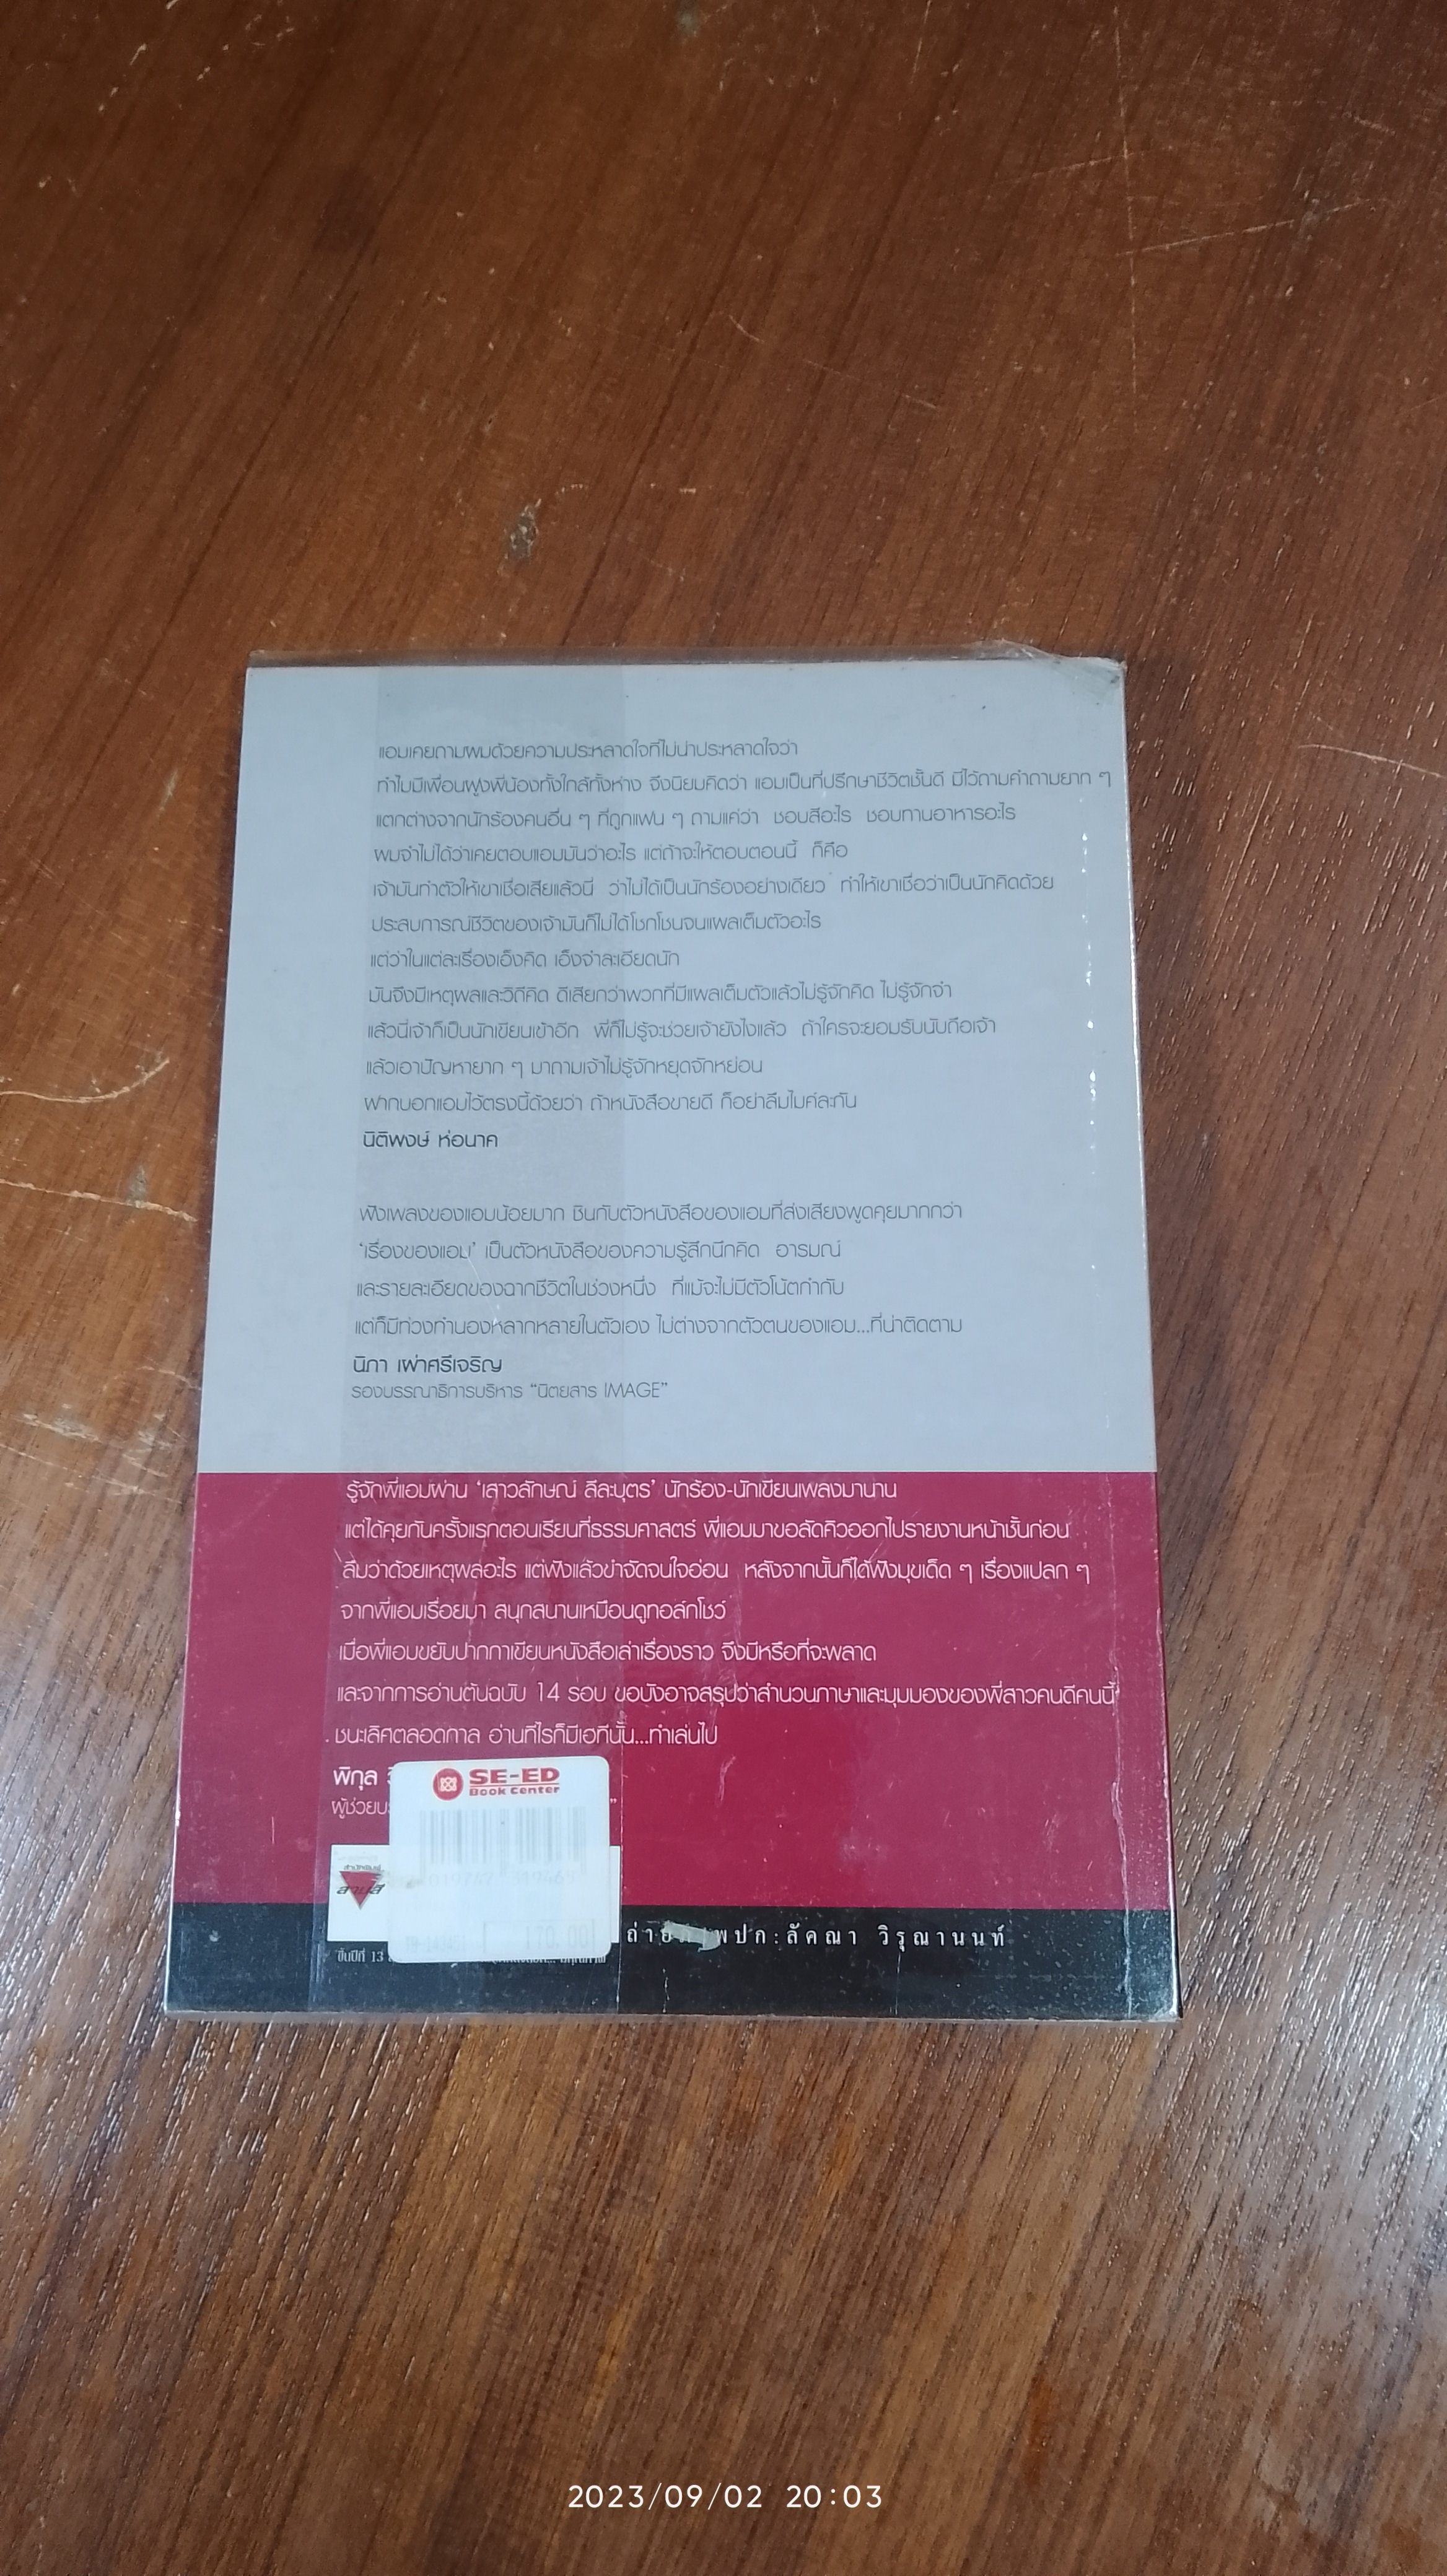 แอมเคยถามผมด้วยความประหลาดใจที่ไม่น่าประหลาดใจว่า
ทำไมมีเพื่อนฝูงพี่น้องทั้งใกล้ทั้งห่าง จึงนิยมคิดว่า แอมเป็นที่ปรึกษาชีวิตชั้นดี มีไว้ถามคำถามยาก ๆ
แตกต่างจากนักร้องคนอื่น ๆ ที่ถูกแฟน ๆ ถามแค่ว่า ชอบสีอะไร ชอบทานอาหารอะไร
ผมจำไม่ได้ว่าเคยตอบแอมมันว่าอะไร แต่ถ้าจะให้ตอบตอนนี้ ก็คือ
เจ้ามันทำตัวให้เขาเชื่อเสียแล้วนี่ ว่าไม่ได้เป็นนักร้องอย่างเดียว ทำให้เขาเชื่อว่าเป็นนักคิดด้วย
ประสบการณ์ชีวิตของเจ้ามันก็ไม่ได้โชกโชนจนแผลเต็มตัวอะไร
แต่ว่าในแต่ละเรื่องเอ็งคิด เอ็งจำละเอียดนัก
มันจึงมีเหตุผลและวิถีคิด ดีเสียกว่าพวกที่มีแผลเต็มตัวแล้วไม่รู้จักคิด ไม่รู้จักจำ
แล้วนี่เจ้าก็เป็นนักเขียนเข้าอีก พี่ก็ไม่รู้จะช่วยเจ้ายังไงแล้ว ถ้าใครจะยอมรับนับถือเจ้า
แล้วเอาปัญหายาก ๆ มาถามเจ้าไม่รู้จักหยุดจักหย่อน
ฝากบอกแอมไว้ตรงนี้ด้วยว่า ถ้าหนังสือขายดี ก็อย่าลืมไมค์ละกัน
นิติพงษ์ ห่อนาค
ฟังเพลงของแอมน้อยมาก ชินกับตัวหนังสือของแอมที่ส่งเสียงพูดคุยมากกว่า
‘เรื่องของแอม’ เป็นตัวหนังสือของความรู้สึกนึกคิด อารมณ์
และรายละเอียดของฉากชีวิตในช่วงหนึ่ง ที่แม้จะไม่มีตัวโน้ตกำกับ
แต่ก็มีท่วงทำนองหลากหลายในตัวเอง ไม่ต่างจากตัวตนของแอม...ที่น่าติดตาม
นิภา เผ่าศรีเจริญ
รองบรรณาธิการบริหาร “นิตยสาร IMAGE”
รู้จักพี่แอมผ่าน ‘เสาวลักษณ์ ลีละบุตร’ นักร้อง-นักเขียนเพลงมานาน
แต่ได้คุยกันครั้งแรกตอนเรียนที่ธรรมศาสตร์ พี่แอมมาขอลัดคิวออกไปรายงานหน้าชั้นก่อน
ลืมว่าด้วยเหตุผลอะไร แต่ฟังแล้วขำจัดจนใจอ่อน หลังจากนั้นก็ได้ฟังมุขเด็ด ๆ เรื่องแปลก ๆ
จากพี่แอมเรื่อยมา สนุกสนานเหมือนดูทอล์กโชว์
เมื่อพี่แอมขยับปากกาเขียนหนังสือเล่าเรื่องราว จึงมีหรือที่จะพลาด
และจากการอ่านต้นฉบับ 14 รอบ ขอบังอาจสรุปว่าสำนวนภาษาและมุมมองของพี่สาวคนดีคนนี้
ชนะเลิศตลอดกาล อ่านทีไรก็มีเฮทีนั้น...ทำเล่นไป
พิกุล
ผู้ช่วย
SE-ED
Book Center
สำนักพิมพ์
สายสี
170.00
ถ่ายภาพปก : ลัคณา วิรุณานนท์
ขึ้นปีที่ 13
2023/09/02 20:03